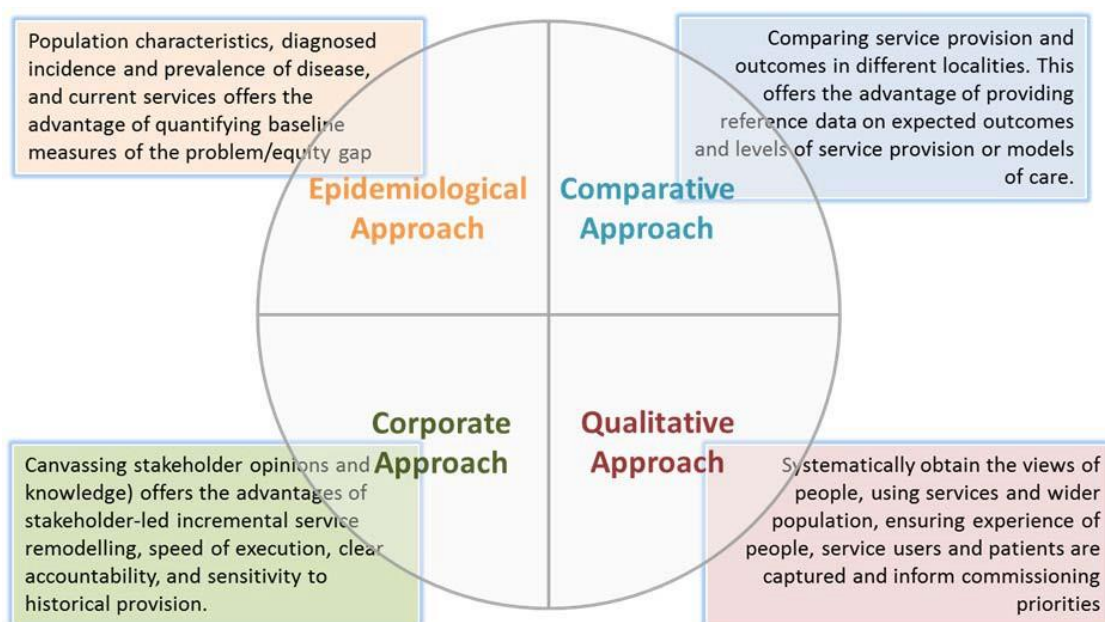 Population characteristics, diagnosed
incidence and prevalence of disease,
and current services offers the
advantage of quantifying baseline
measures of the problem/equity gap
Comparing service provision and
outcomes in different localities. This
offers the advantage of providing
reference data on expected outcomes
and levels of service provision or models
of care.
Epidemiological
Approach
Comparative
Approach
Corporate
Approach
Qualitative
Approach
Canvassing stakeholder opinions and
knowledge) offers the advantages of
stakeholder-led incremental service
remodelling, speed of execution, clear
accountability, and sensitivity to
historical provision.
Systematically obtain the views of
people, using services and wider
population, ensuring experience of
people, service users and patients are
captured and inform commissioning
priorities